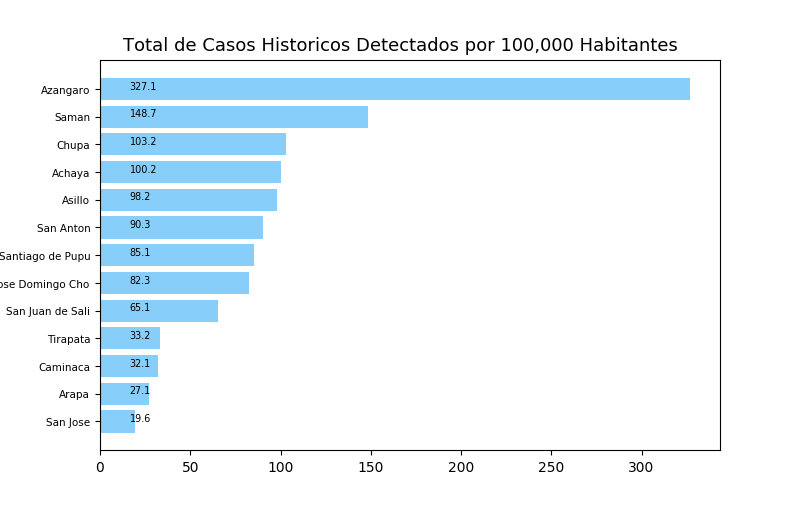 Total de Casos Historicos Detectados por 100,000 Habitantes
Azangaro 327.1
Saman 148.7
Chupa 103.2
Achaya 100.2
Asillo 98.2
San Anton 90.3
Santiago de Pupu 85.1
ose Domingo Cho 82.3
San Juan de Sali 65.1
Tirapata 33.2
Caminaca 32.1
Arapa 27.1
San Jose 19.6
0 50 100 150 200 250 300